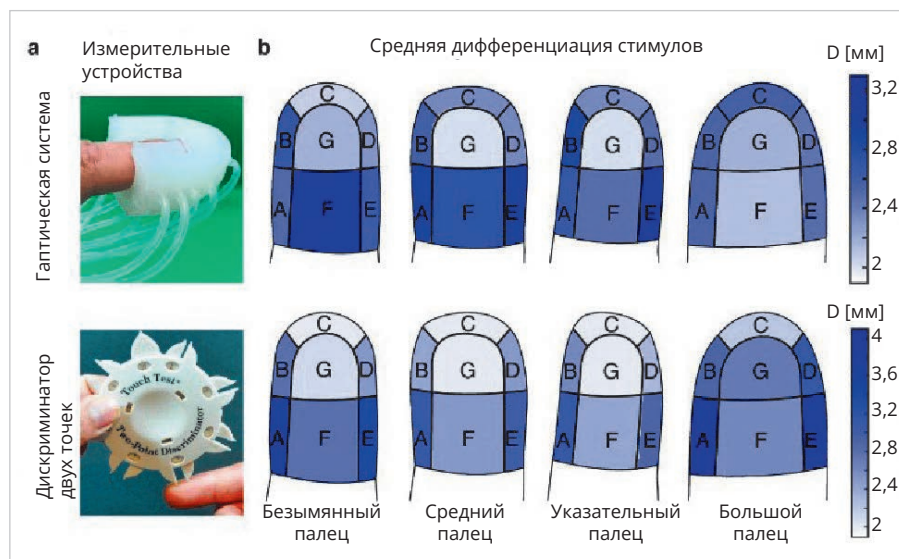 a
Измерительные
устройства
b
Средняя дифференциация стимулов
D [мм]
Гаптическая система
C
B
G
D
A
F
E
C
B
G
D
A
F
E
C
B
G
D
A
F
E
C
B
G
D
A
F
E
3,2
2,8
2,4
2
Дискриминатор
двух точек
Touch Test
Two-Point Discriminator
C
B
G
D
A
F
E
C
B
G
D
A
F
E
C
B
G
D
A
F
E
C
B
G
D
A
F
E
D [мм]
4
3,6
3,2
2,8
2,4
2
Безымянный
палец
Средний
палец
Указательный
палец
Большой
палец